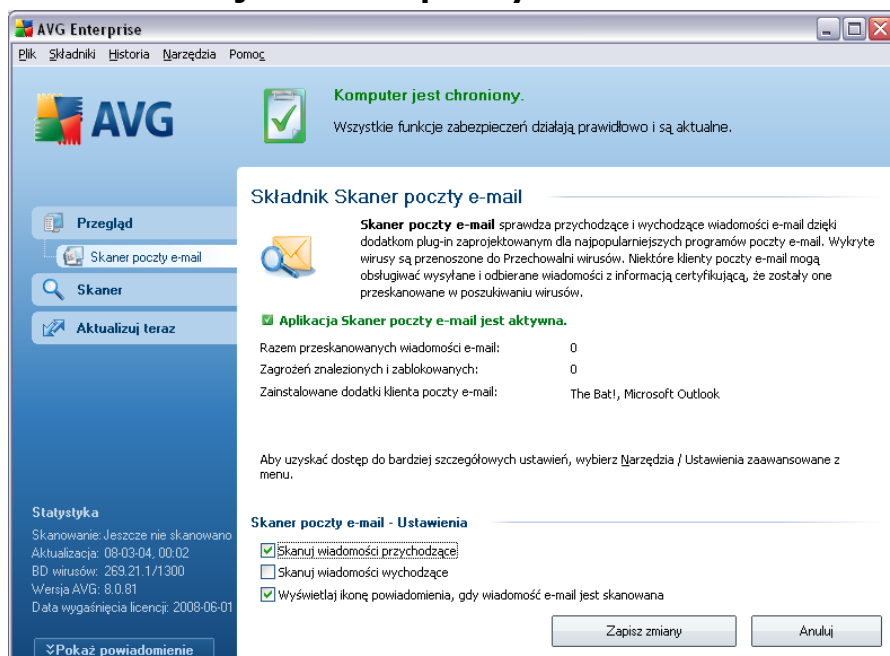 AVG Enterprise
Plik Składniki Historia Narzędzia Pomoc
AVG
Komputer jest chroniony.
Wszystkie funkcje zabezpieczeń działają prawidłowo i są aktualne.
Przegląd
Skaner poczty e-mail
Skaner
Aktualizuj teraz
Składnik Skaner poczty e-mail
Skaner poczty e-mail sprawdza przychodzące i wychodzące wiadomości e-mail dzięki
dodatkom plug-in zaprojektowanym dla najpopularniejszych programów poczty e-mail. Wykryte
wirusy są przenoszone do Przechowalni wirusów. Niektóre klienty poczty e-mail mogą
obsługiwać wysyłane i odbierane wiadomości z informacją certyfikującą, że zostały one
przeskanowane w poszukiwaniu wirusów.
Aplikacja Skaner poczty e-mail jest aktywna.
Razem przeskanowanych wiadomości e-mail: 0
Zagrożeń znalezionych i zablokowanych: 0
Zainstalowane dodatki klienta poczty e-mail: The Bat!, Microsoft Outlook
Aby uzyskać dostęp do bardziej szczegółowych ustawień, wybierz Narzędzia / Ustawienia zaawansowane z
menu.
Skaner poczty e-mail - Ustawienia
Skanuj wiadomości przychodzące
Skanuj wiadomości wychodzące
Wyświetlaj ikonę powiadomienia, gdy wiadomość e-mail jest skanowana
Zapisz zmiany Anuluj
Statystyka
Skanowanie: Jeszcze nie skanowano
Aktualizacja: 08-03-04, 00:02
BD wirusów: 269.21.1/1300
Wersja AVG: 8.0.81
Data wygaśnięcia licencji: 2008-06-01
Pokaż powiadomienie